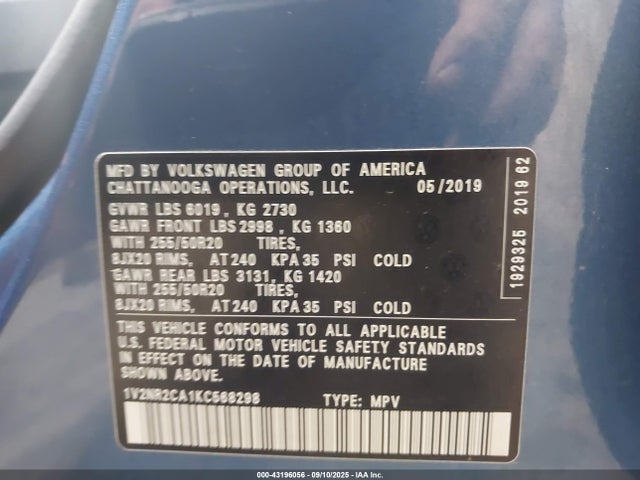 MFD BY VOLKSWAGEN GROUP OF AMERICA
CHATTANOOGA OPERATIONS, LLC. 05/2019
GVWR LBS 6019, KG 2730
GAWR FRONT LBS 2998, KG 1360
WITH 255/50R20 TIRES,
8JX20 RIMS, AT 240 KPA 35 PSI COLD
GAWR REAR LBS 3131, KG 1420
WITH 255/50R20 TIRES,
8JX20 RIMS, AT 240 KPA 35 PSI COLD
THIS VEHICLE CONFORMS TO ALL APPLICABLE
U.S. FEDERAL MOTOR VEHICLE SAFETY STANDARDS
IN EFFECT ON THE DATE OF MANUFACTURE
SHOWN ABOVE
1V2NR2CA1KC568298 TYPE: MPV
1929325 2019 62
000-43196056 - 09/10/2025 - IAA Inc.